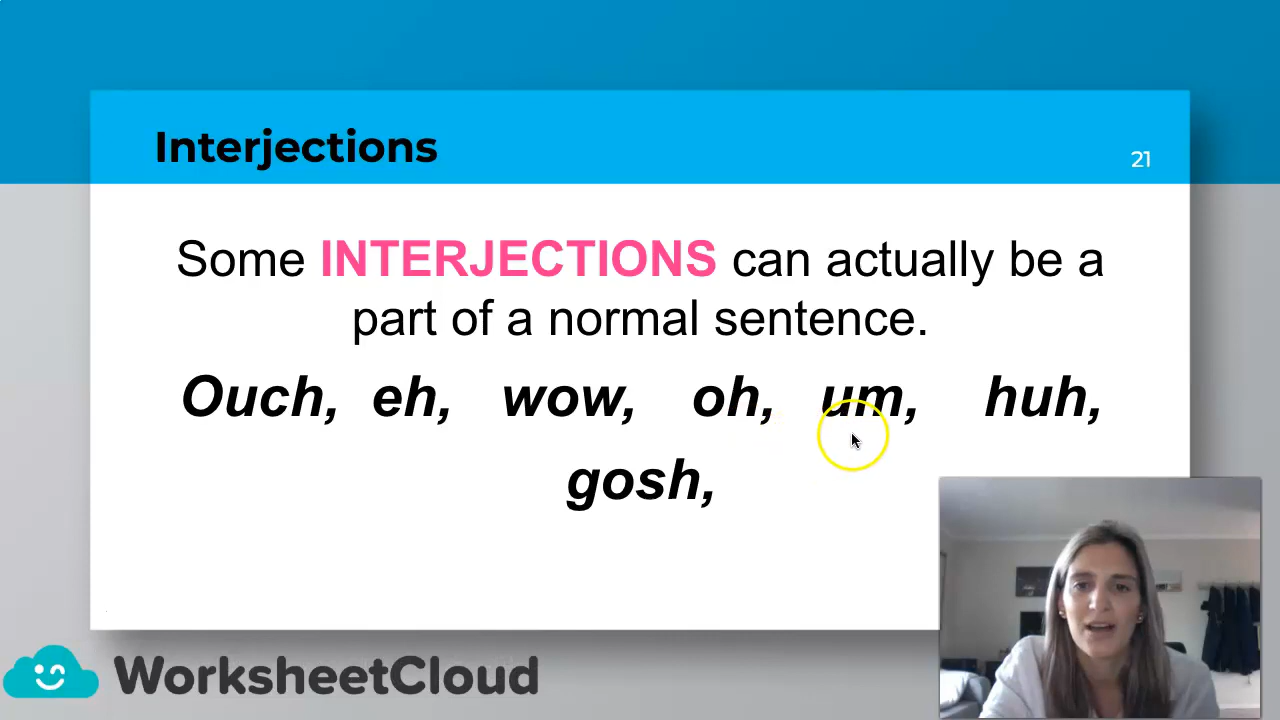 Interjections
21
Some INTERJECTIONS can actually be a
part of a normal sentence.
Ouch, eh, wow, oh, um, huh,
gosh,
WorksheetCloud